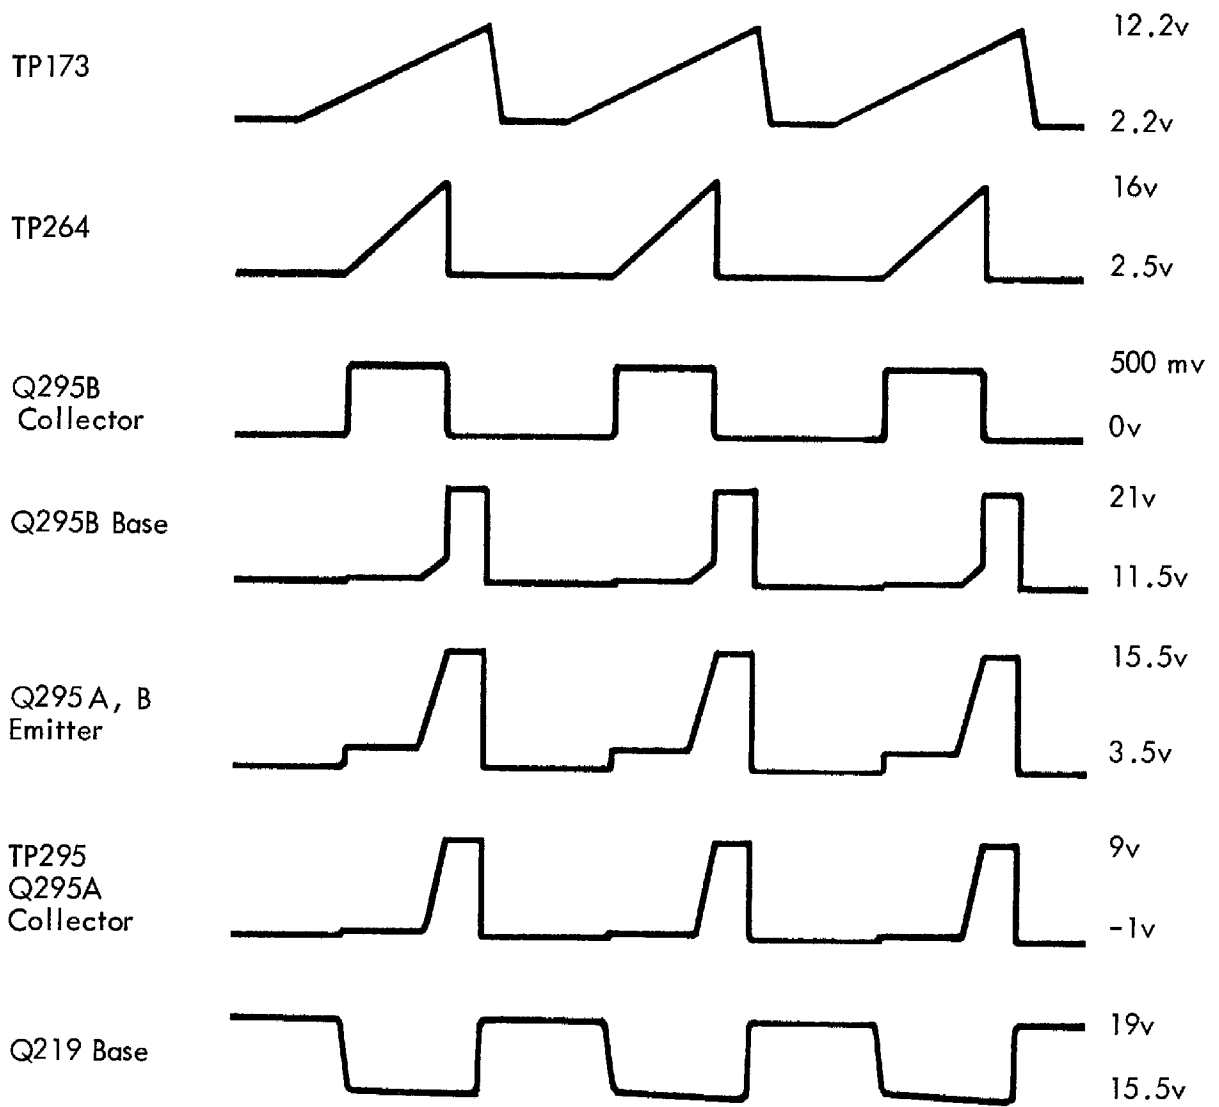 TP173
12.2v
2.2v
TP264
16v
2.5v
Q295B
Collector
500 mv
0v
Q295B Base
21v
11.5v
Q295A, B
Emitter
15.5v
3.5v
TP295
Q295A
Collector
9v
-1v
Q219 Base
19v
15.5v